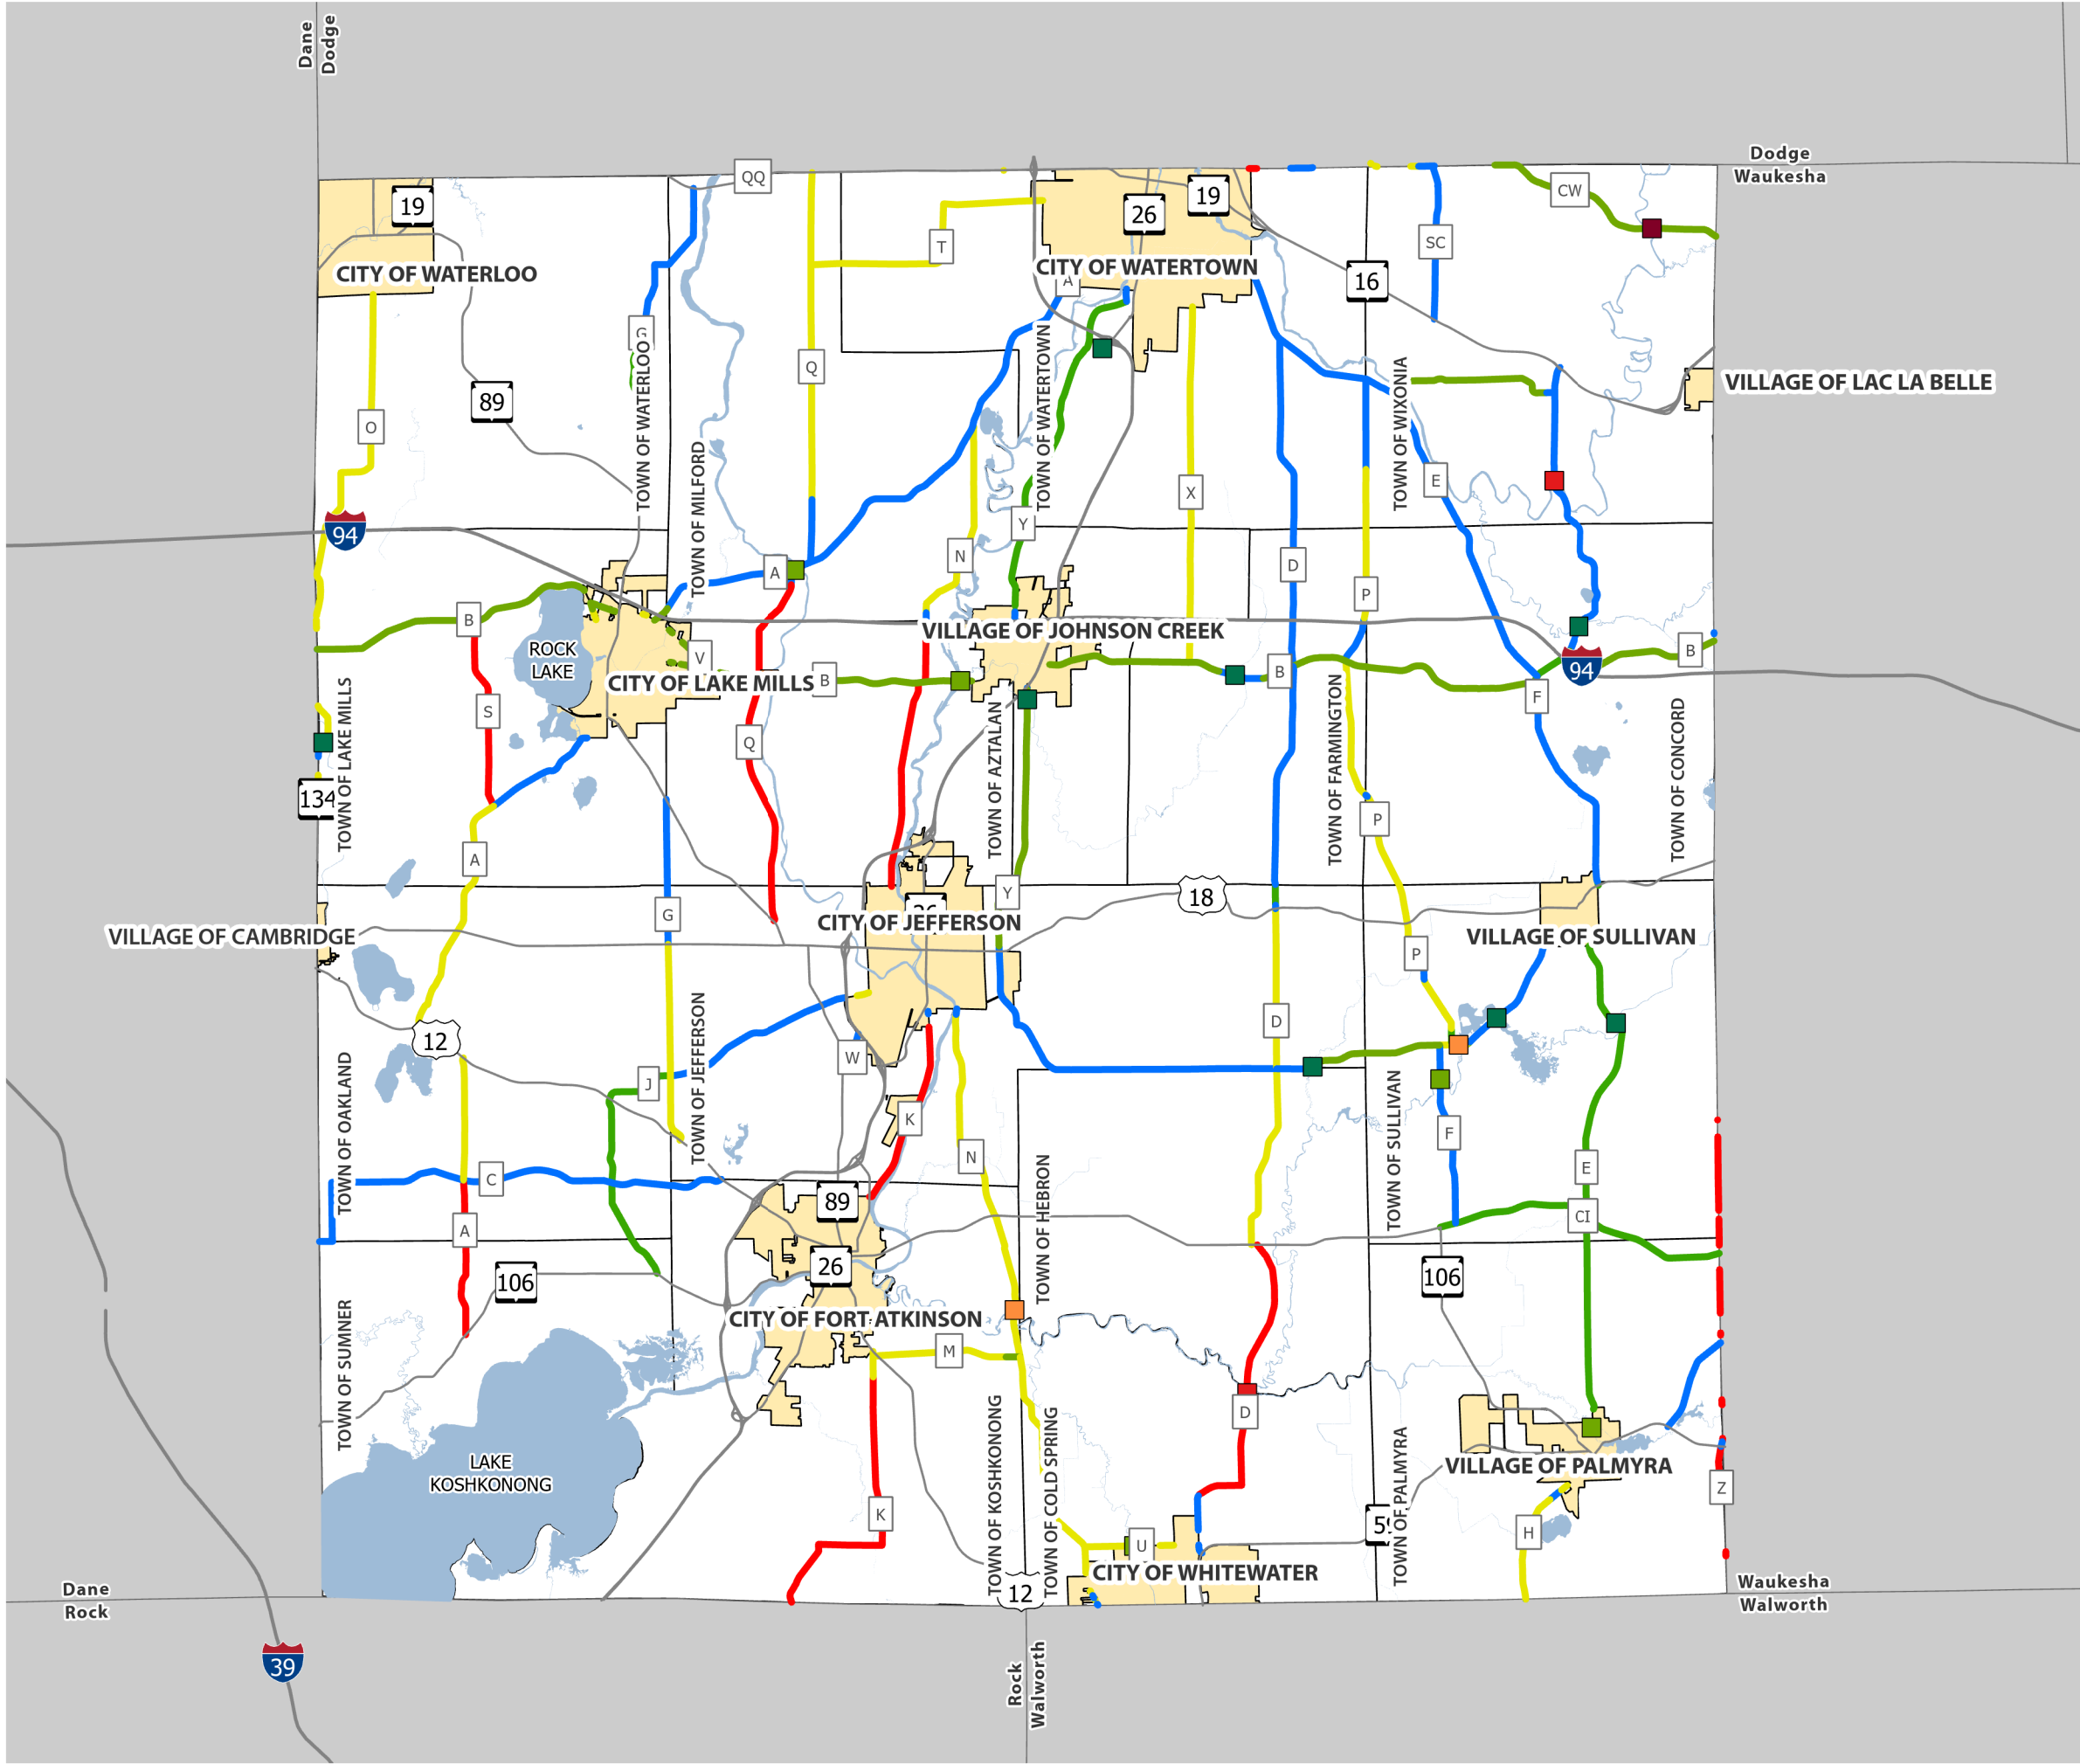 Dane
Dodge
Dodge
Waukesha
QQ
19
19
26
CW
SC
CITY OF WATERLOO
CITY OF WATERTOWN
T
A
16
G
TOWN OF WATERLOO
TOWN OF WATERTOWN
TOWN OF WIXONIA
VILLAGE OF LAC LA BELLE
89
Q
O
TOWN OF MILFORD
E
X
94
Y
N
A
D
P
B
VILLAGE OF JOHNSON CREEK
B
ROCK
LAKE
V
CITY OF LAKE MILLS
B
B
94
F
S
Q
TOWN OF LAKE MILLS
TOWN OF AZTALAN
TOWN OF FARMINGTON
TOWN OF CONCORD
134
P
A
Y
18
G
CITY OF JEFFERSON
VILLAGE OF CAMBRIDGE
VILLAGE OF SULLIVAN
P
12
D
W
TOWN OF JEFFERSON
J
TOWN OF OAKLAND
K
TOWN OF SULLIVAN
F
N
C
E
TOWN OF HEBRON
89
A
CI
26
106
106
CITY OF FORT ATKINSON
M
TOWN OF SUMNER
D
LAKE
KOSHKONONG
TOWN OF KOSHKONONG
TOWN OF COLD SPRING
TOWN OF PALMYRA
VILLAGE OF PALMYRA
Z
K
H
U
CITY OF WHITEWATER
12
Dane
Rock
Waukesha
Walworth
39
Rock
Walworth